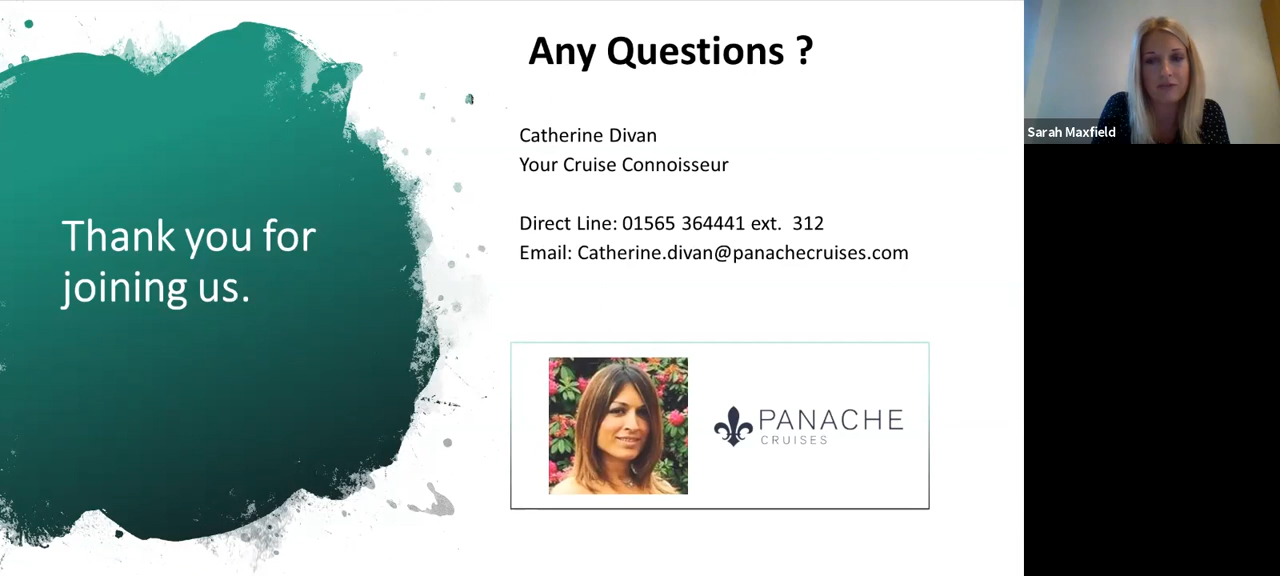 Thank you for
joining us.
Any Questions ?
Catherine Divan
Your Cruise Connoisseur
Direct Line: 01565 364441 ext.  312
Email: Catherine.divan@panachecruises.com
PANACHE
CRUISES
Sarah Maxfield